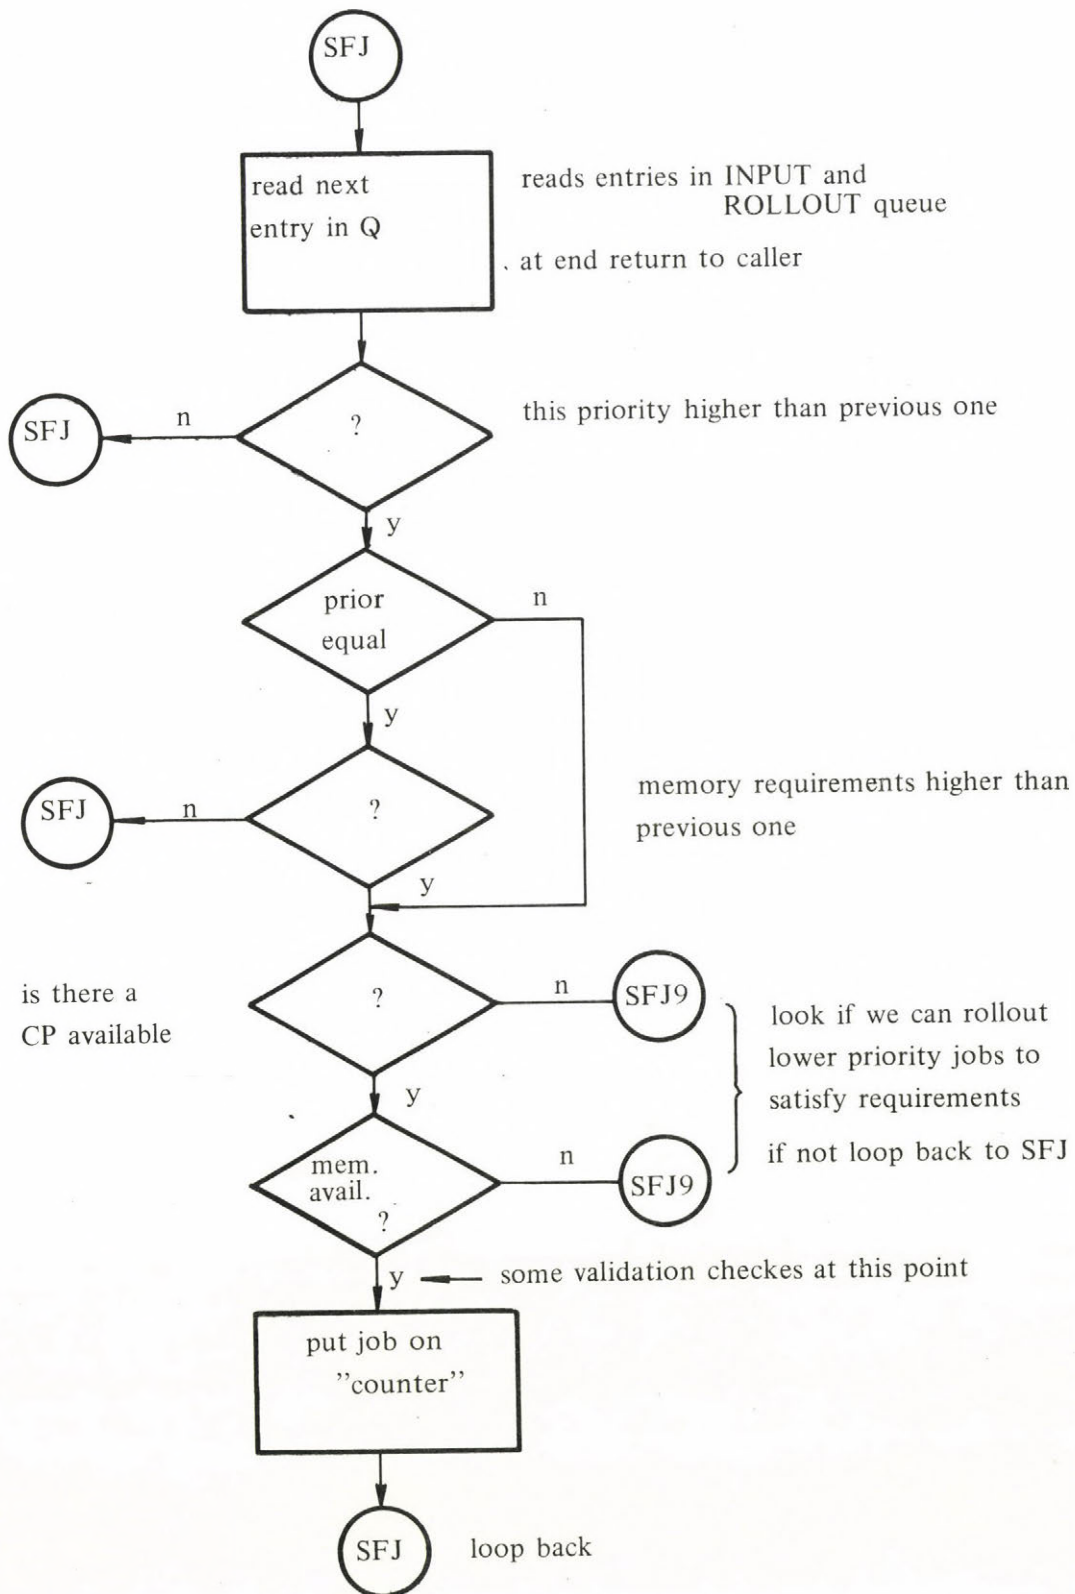 SFJ
read next
entry in Q
reads entries in INPUT and
ROLLOUT queue
. at end return to caller
?
this priority higher than previous one
n
SFJ
y
prior
equal
n
y
?
memory requirements higher than
previous one
n
SFJ
y
is there a
CP available
?
n
SFJ9
look if we can rollout
lower priority jobs to
satisfy requirements
if not loop back to SFJ
y
mem.
avail.
?
n
SFJ9
y
some validation checkes at this point
put job on
”counter”
SFJ
loop back